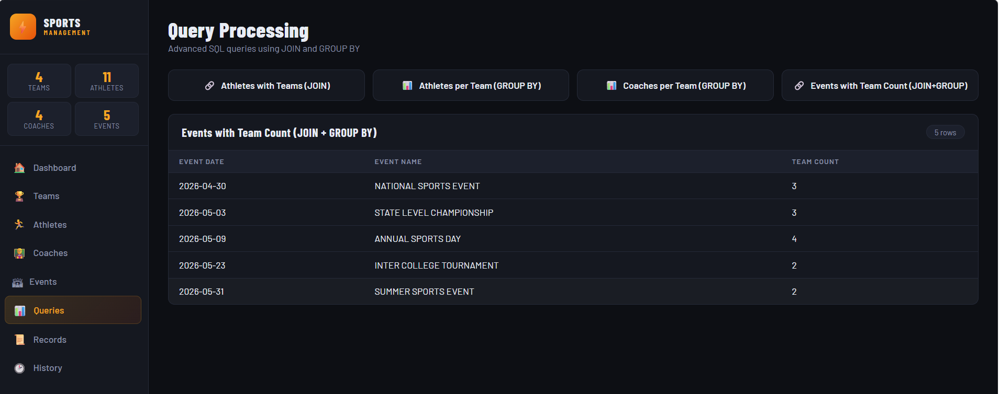 SPORTS
MANAGEMENT
4
TEAMS
11
ATHLETES
4
COACHES
5
EVENTS
Dashboard
Teams
Athletes
Coaches
Events
Queries
Records
History
Query Processing
Advanced SQL queries using JOIN and GROUP BY
Athletes with Teams (JOIN)
Athletes per Team (GROUP BY)
Coaches per Team (GROUP BY)
Events with Team Count (JOIN+GROUP)
Events with Team Count (JOIN + GROUP BY)
5 rows
EVENT DATE EVENT NAME TEAM COUNT
2026-04-30 NATIONAL SPORTS EVENT 3
2026-05-03 STATE LEVEL CHAMPIONSHIP 3
2026-05-09 ANNUAL SPORTS DAY 4
2026-05-23 INTER COLLEGE TOURNAMENT 2
2026-05-31 SUMMER SPORTS EVENT 2